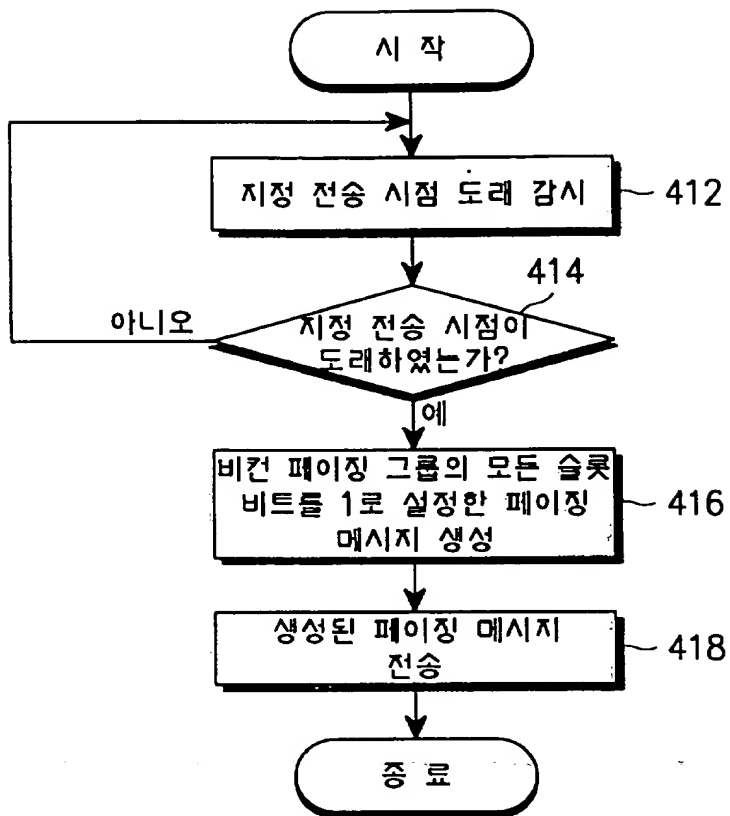 시 작
지정 전송 시점 도래 감시
412
414
아니오
지정 전송 시점이
도래하였는가?
예
비컨 페이징 그룹의 모든 슬롯
비트를 1로 설정한 페이징
메시지 생성
416
생성된 페이징 메시지
전송
418
종 료